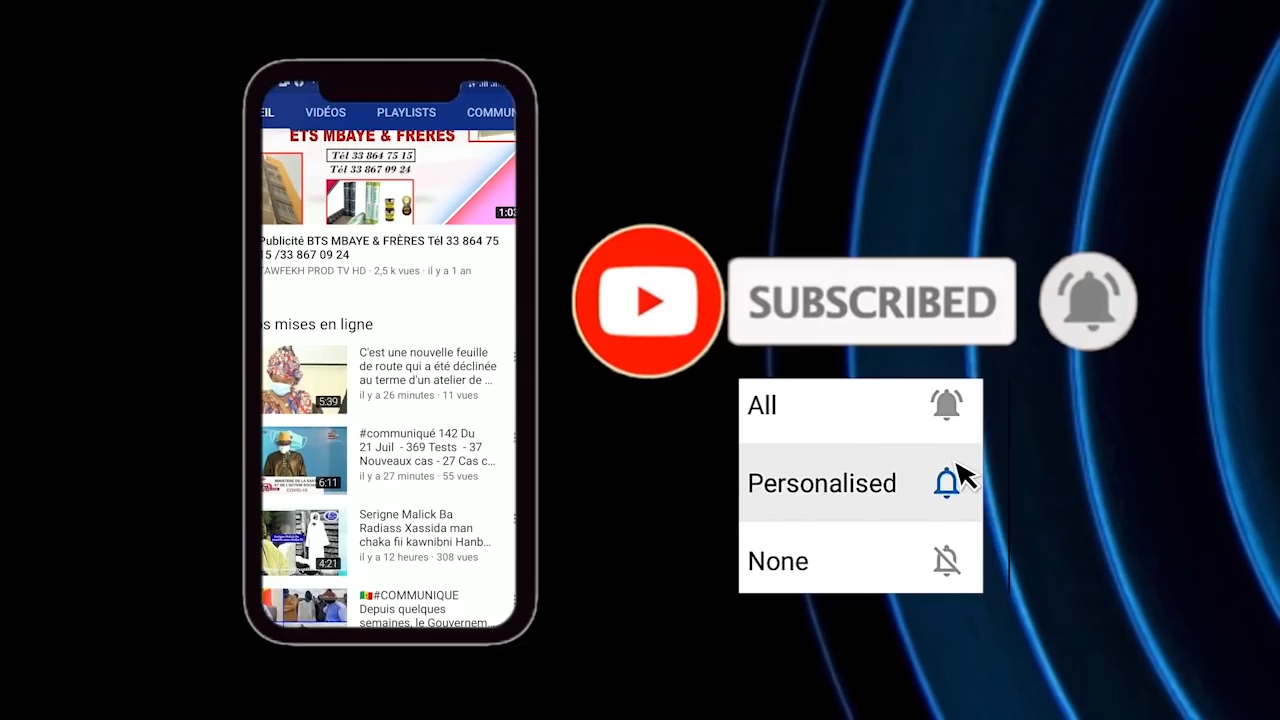 EIL VIDÉOS PLAYLISTS COMMUN
ETS MBAYE & FRERES
Tél 33 864 75 15
Tél 33 867 09 24
1:03
Publicité BTS MBAYE & FRÈRES Tél 33 864 75
15 /33 867 09 24
TAWFEKH PROD TV HD · 2,5 k vues · il y a 1 an
s mises en ligne
C'est une nouvelle feuille
de route qui a été déclinée
au terme d'un atelier de ...
il y a 26 minutes · 11 vues
5:39
#communiqué 142 Du
21 Juil - 369 Tests - 37
Nouveaux cas - 27 Cas c...
il y a 27 minutes · 55 vues
6:11
Serigne Malick Ba
Radiass Xassida man
chaka fii kawnibni Hanb...
il y a 12 heures · 308 vues
4:21
#COMMUNIQUE
Depuis quelques
semaines, le Gouvernem...
SUBSCRIBED
All
Personalised
None